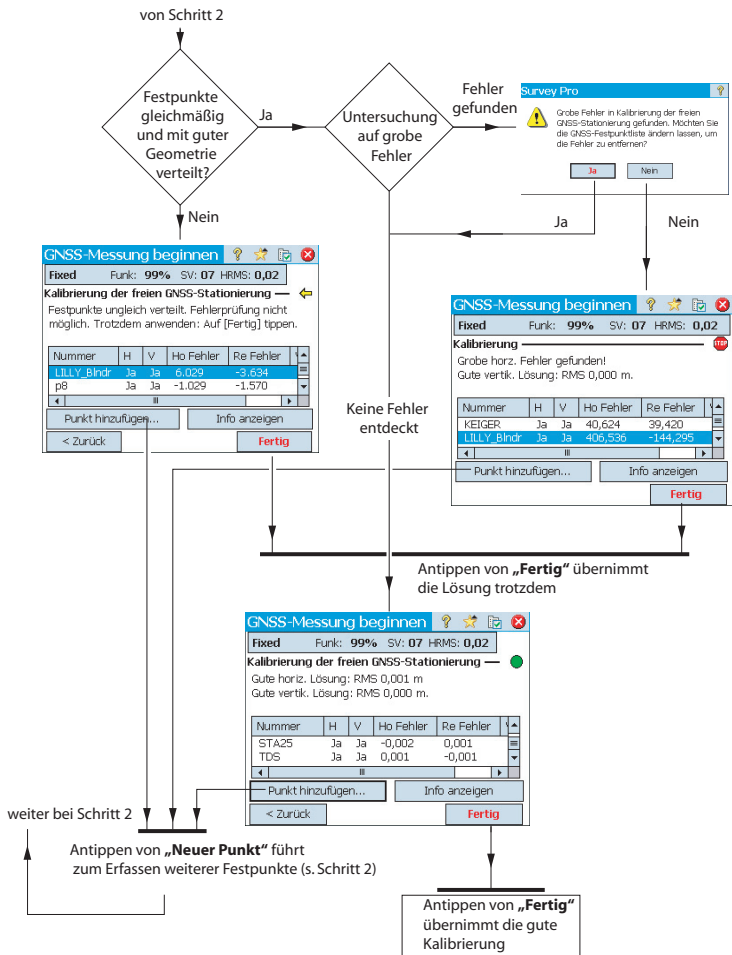 von Schritt 2
Festpunkte
gleichmäßig
und mit guter
Geometrie
verteilt?
Ja
Untersuchung
auf grobe
Fehler
Fehler
gefunden
Survey Pro
Grobe Fehler in Kalibrierung der freien
GNSS-Stationierung gefunden. Möchten Sie
die GNSS-Festpunktliste ändern lassen, um
die Fehler zu entfernen?
Ja
Nein
Ja
Nein
Nein
GNSS-Messung beginnen
Fixed Funk: 99% SV: 07 HRMS: 0,02
Kalibrierung der freien GNSS-Stationierung
Festpunkte ungleich verteilt. Fehlerprüfung nicht
möglich. Trotzdem anwenden: Auf [Fertig] tippen.
Nummer H V Ho Fehler Re Fehler
LILLY_Blndr Ja Ja 6.029 -3.634
p8 Ja Ja -1.029 -1.570
Punkt hinzufügen... Info anzeigen
< Zurück Fertig
GNSS-Messung beginnen
Fixed Funk: 99% SV: 07 HRMS: 0,02
Kalibrierung
STOP
Grobe horz. Fehler gefunden!
Gute vertik. Lösung: RMS 0,000 m.
Nummer H V Ho Fehler Re Fehler
KEIGER Ja Ja 40,624 39,420
LILLY_Blndr Ja Ja 406,536 -144,295
Punkt hinzufügen... Info anzeigen
Fertig
Keine Fehler
entdeckt
Antippen von „Fertig“ übernimmt
die Lösung trotzdem
GNSS-Messung beginnen
Fixed Funk: 99% SV: 07 HRMS: 0,02
Kalibrierung der freien GNSS-Stationierung
Gute horiz. Lösung: RMS 0,001 m
Gute vertik. Lösung: RMS 0,000 m.
Nummer H V Ho Fehler Re Fehler
STA25 Ja Ja -0,002 0,001
TDS Ja Ja 0,001 -0,001
Punkt hinzufügen... Info anzeigen
< Zurück Fertig
weiter bei Schritt 2
Antippen von „Neuer Punkt“ führt
zum Erfassen weiterer Festpunkte (s. Schritt 2)
Antippen von „Fertig“
übernimmt die gute
Kalibrierung